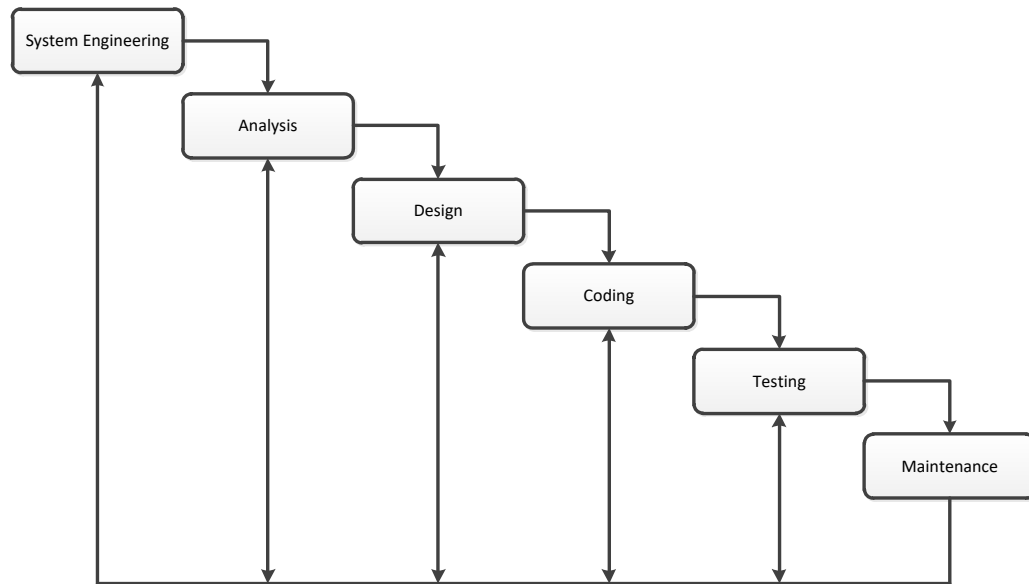 System Engineering
Analysis
Design
Coding
Testing
Maintenance